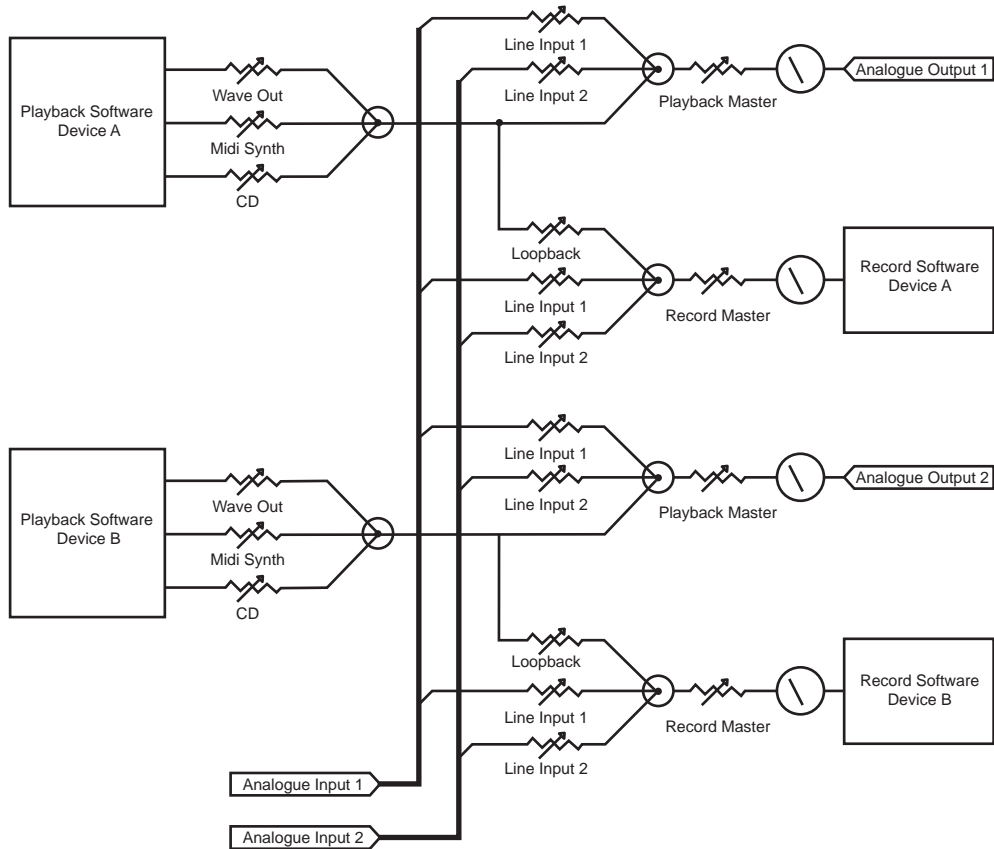 Line Input 1
Line Input 2
Playback Master
Analogue Output 1
Playback Software
Device A
Wave Out
Midi Synth
CD
Loopback
Line Input 1
Line Input 2
Record Master
Record Software
Device A
Line Input 1
Line Input 2
Playback Master
Analogue Output 2
Playback Software
Device B
Wave Out
Midi Synth
CD
Loopback
Line Input 1
Line Input 2
Record Master
Record Software
Device B
Analogue Input 1
Analogue Input 2